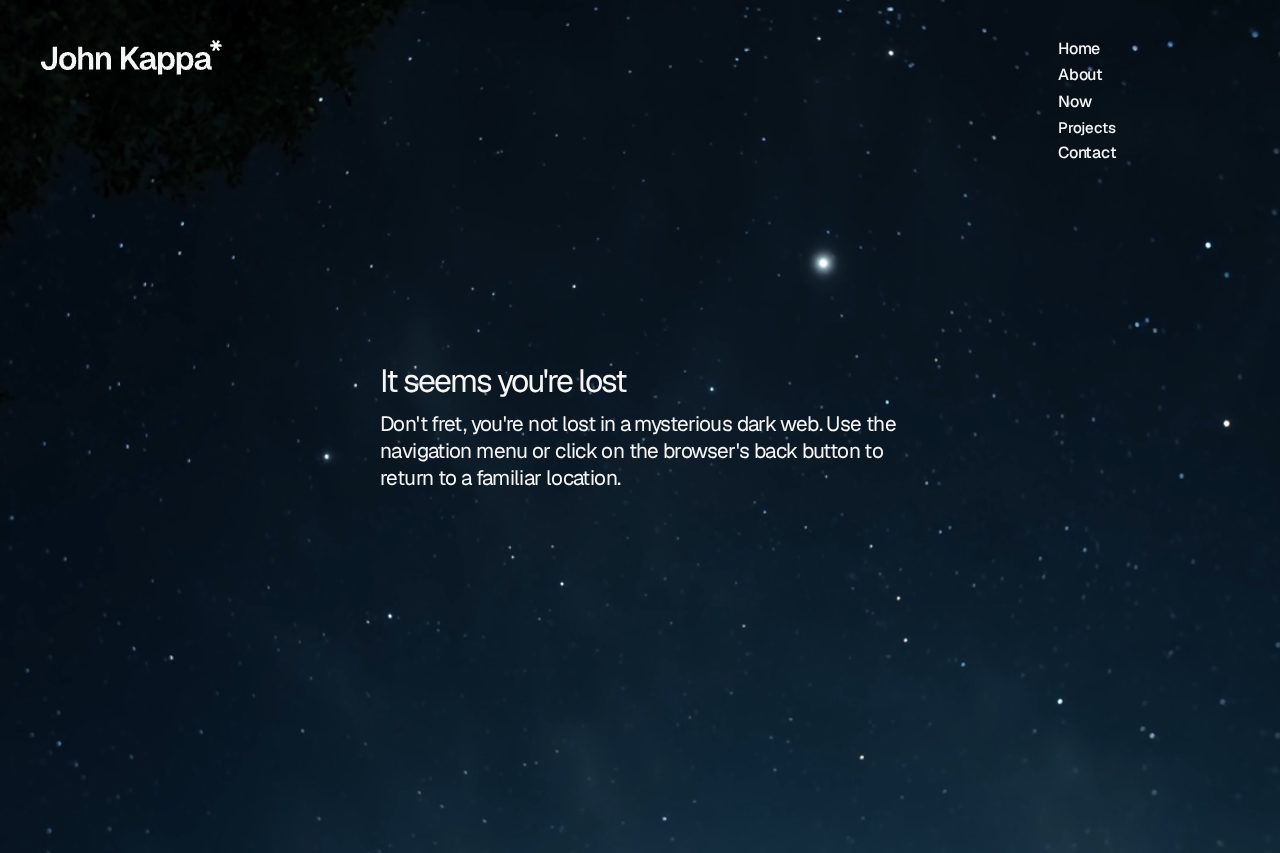 John Kappa*
Home
About
Now
Projects
Contact
It seems you're lost
Don't fret, you're not lost in a mysterious dark web. Use the
navigation menu or click on the browser's back button to
return to a familiar location.